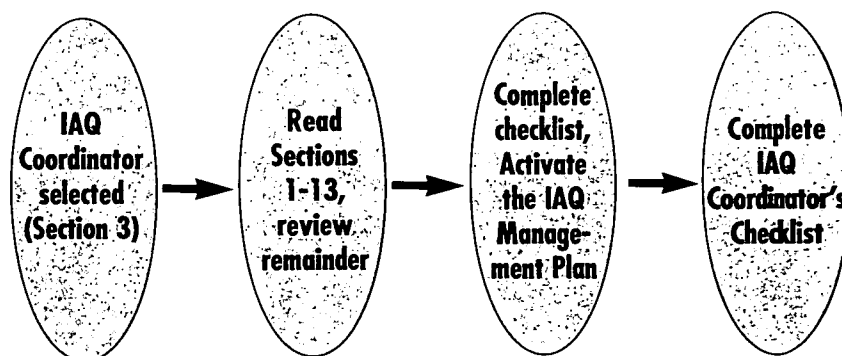 IAQ
Coordinator
selected
(Section 3)
Read
Sections
1-13,
review
remainder
Complete
checklist,
Activate
the IAQ
Manage-
ment Plan
Complete
IAQ
Coordinator's
Checklist